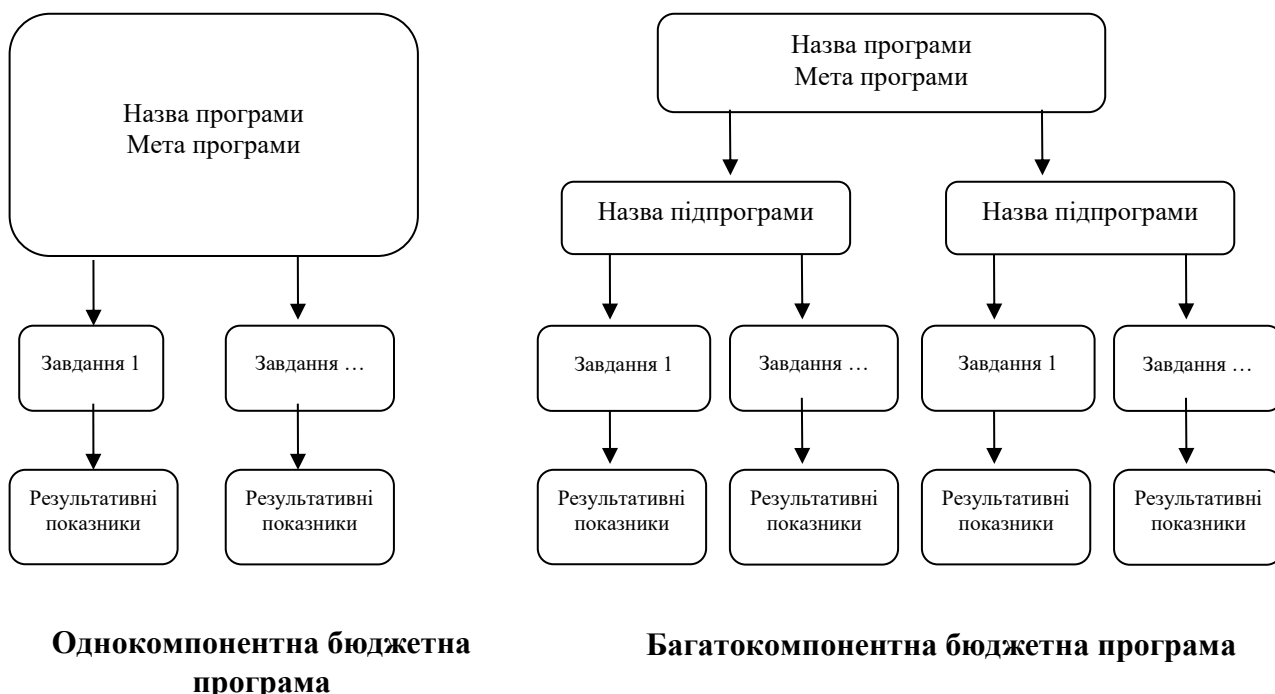 Назва програми
Мета програми
Завдання 1
Завдання …
Результативні
показники
Результативні
показники
Однокомпонентна бюджетна
програма
Назва програми
Мета програми
Назва підпрограми
Назва підпрограми
Завдання 1
Завдання …
Завдання 1
Завдання …
Результативні
показники
Результативні
показники
Результативні
показники
Результативні
показники
Багатокомпонентна бюджетна програма